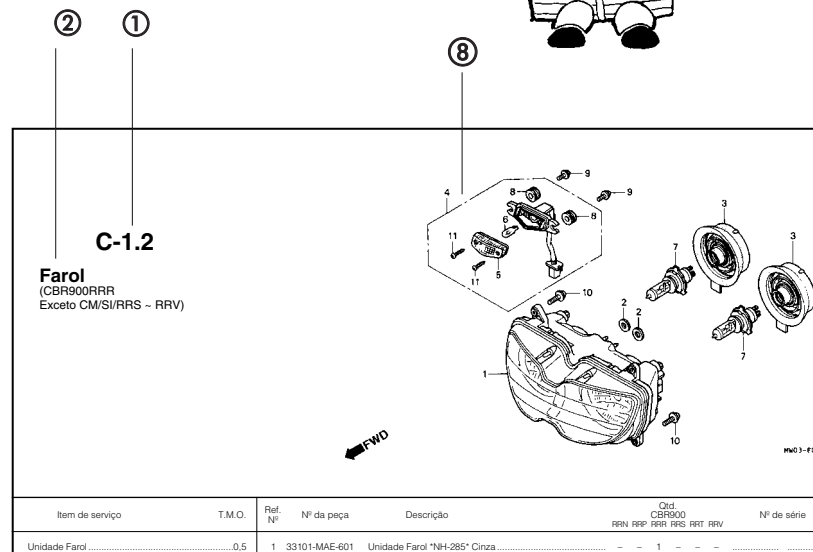 ② ①
⑧
C-1.2
Farol
(CBR900RRR
Exceto CM/SI/RRS ~ RRV)
4
8
9
9
8
6
11
5
11
3
3
7
7
10
2
2
1
10
FWD
Item de serviço T.M.O. Ref. Nº Nº da peça Descrição Qtd. CBR900 Nº de série
RRN RRP RRR RRS RRT RRV
Unidade Farol 0,5 1 33101-MAE-601 Unidade Farol *NH-285* Cinza – – 1 – – –